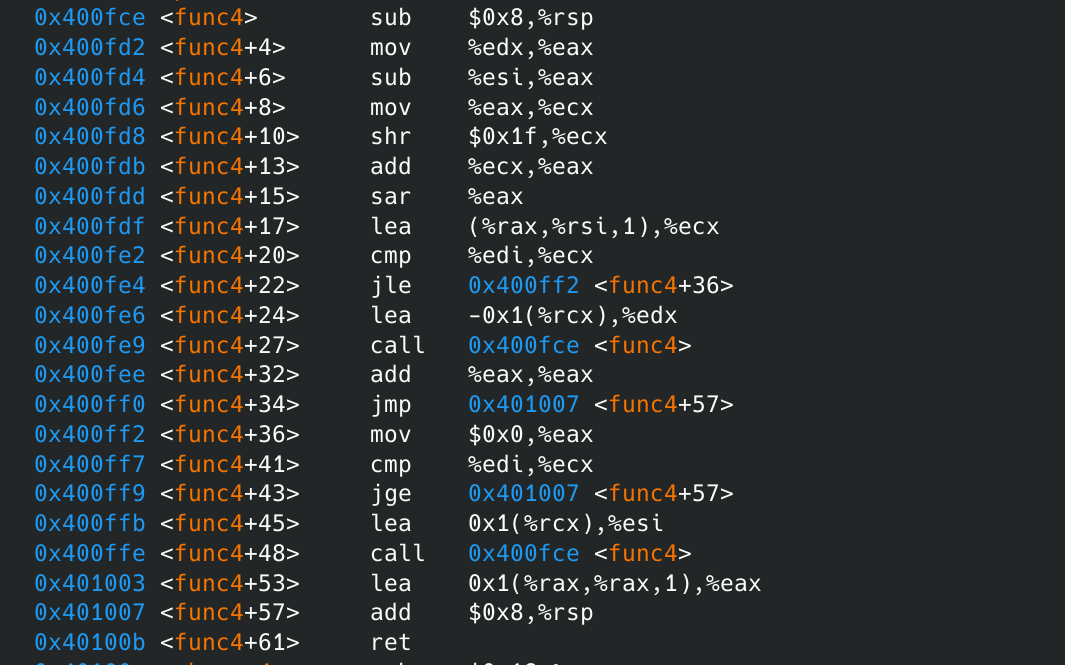 0x400fce <func4> sub $0x8,%rsp
0x400fd2 <func4+4> mov %edx,%eax
0x400fd4 <func4+6> sub %esi,%eax
0x400fd6 <func4+8> mov %eax,%ecx
0x400fd8 <func4+10> shr $0x1f,%ecx
0x400fdb <func4+13> add %ecx,%eax
0x400fdd <func4+15> sar %eax
0x400fdf <func4+17> lea (%rax,%rsi,1),%ecx
0x400fe2 <func4+20> cmp %edi,%ecx
0x400fe4 <func4+22> jle 0x400ff2 <func4+36>
0x400fe6 <func4+24> lea -0x1(%rcx),%edx
0x400fe9 <func4+27> call 0x400fce <func4>
0x400fee <func4+32> add %eax,%eax
0x400ff0 <func4+34> jmp 0x401007 <func4+57>
0x400ff2 <func4+36> mov $0x0,%eax
0x400ff7 <func4+41> cmp %edi,%ecx
0x400ff9 <func4+43> jge 0x401007 <func4+57>
0x400ffb <func4+45> lea 0x1(%rcx),%esi
0x400ffe <func4+48> call 0x400fce <func4>
0x401003 <func4+53> lea 0x1(%rax,%rax,1),%eax
0x401007 <func4+57> add $0x8,%rsp
0x40100b <func4+61> ret